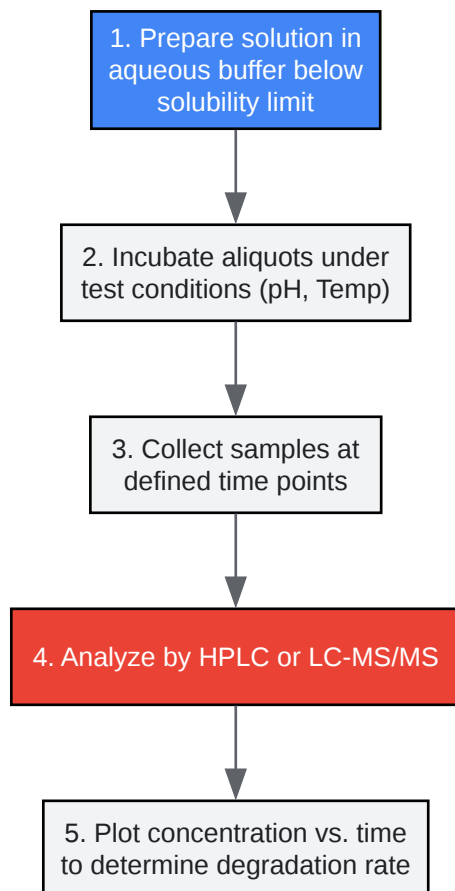 1. Prepare solution in
aqueous buffer below
solubility limit
2. Incubate aliquots under
test conditions (pH, Temp)
3. Collect samples at
defined time points
4. Analyze by HPLC or LC-MS/MS
5. Plot concentration vs. time
to determine degradation rate